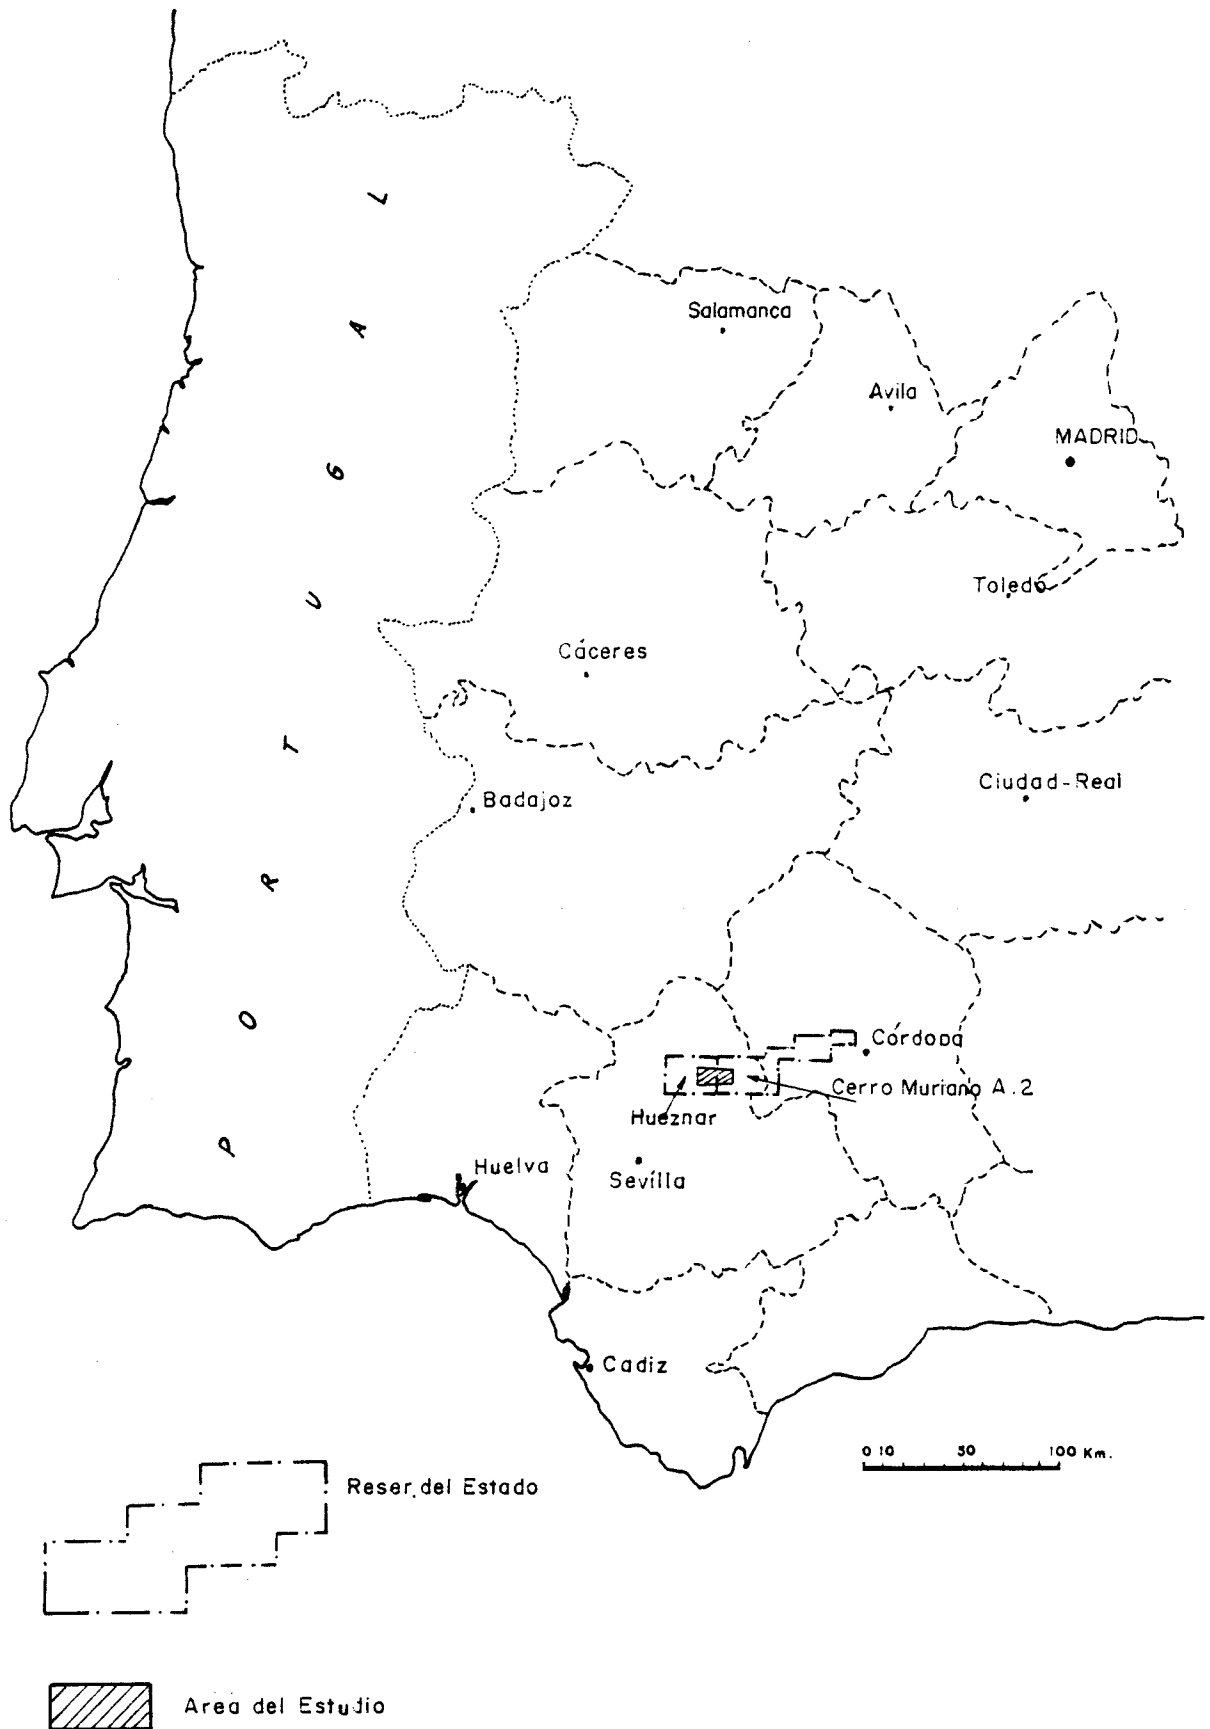 PORTUGAL
Salamanca
Avila
MADRID
Toledo
Cáceres
Ciudad-Real
Badajoz
Córdoba
Cerro Muriano A.2
Hueznar
Huelva
Sevilla
Cadiz
0 10 50 100 Km.
Reser. del Estado
Area del Estudio